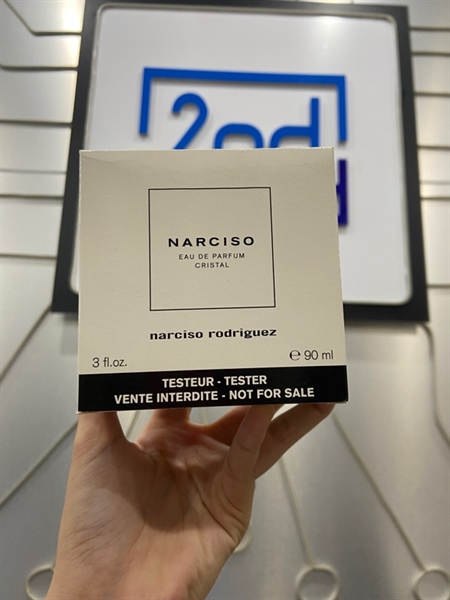 2nd
NARCISO
EAU DE PARFUM
CRISTAL
narciso rodriguez
3 fl.oz.
℮ 90 ml
TESTEUR - TESTER
VENTE INTERDITE - NOT FOR SALE